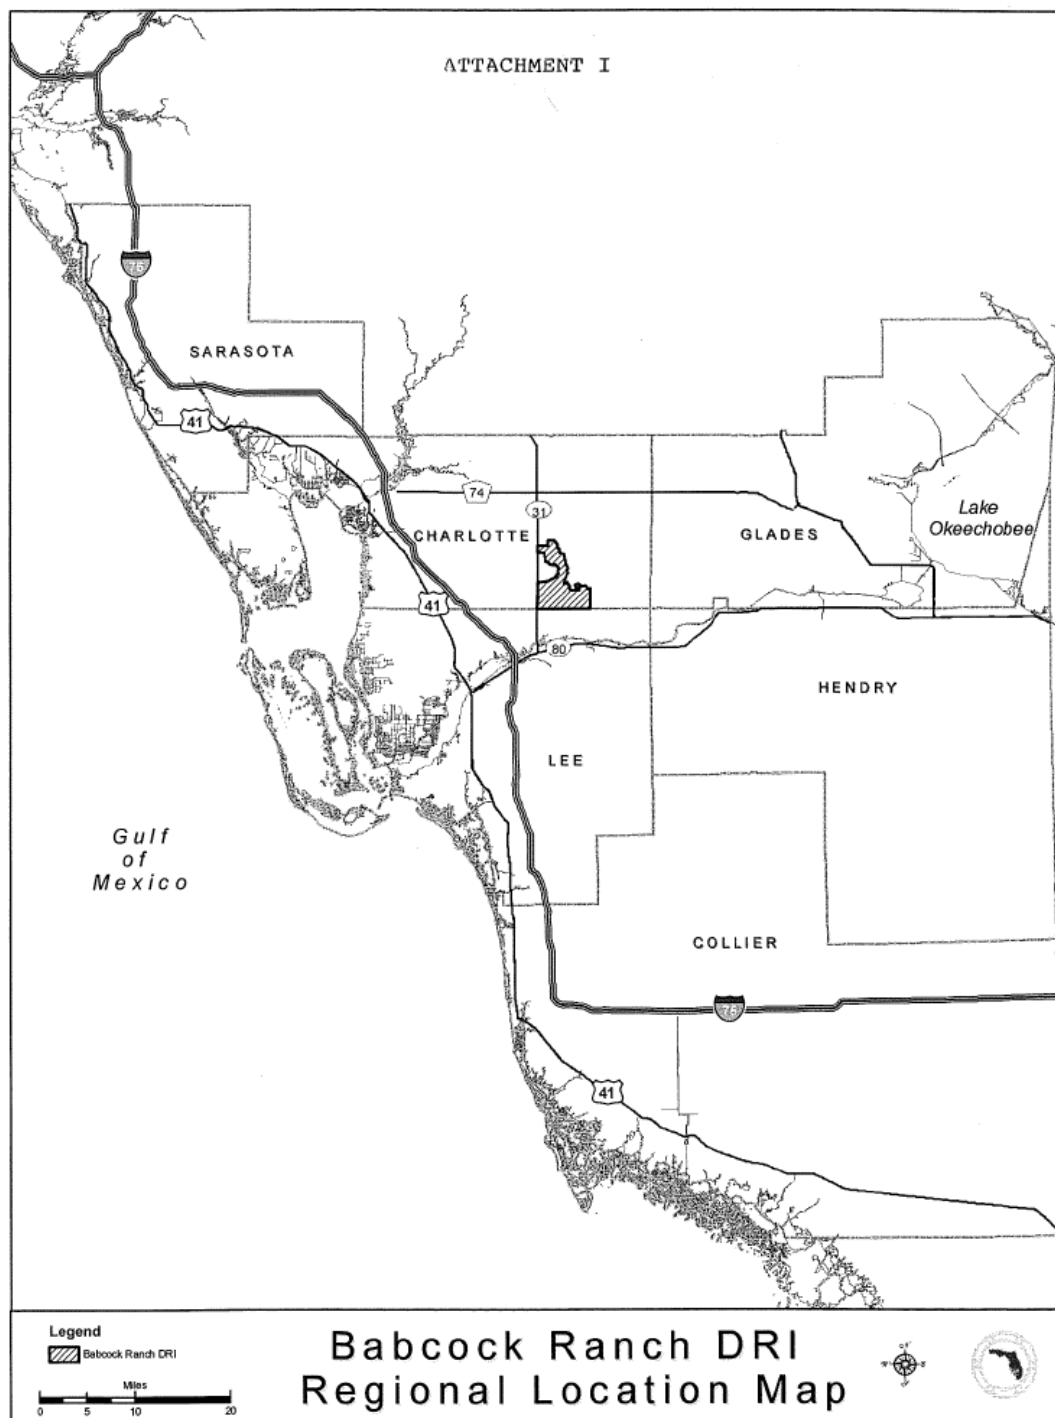 ATTACHMENT I
75
SARASOTA
41
74
31
CHARLOTTE
GLADES
Lake
Okeechobee
41
80
HENDRY
LEE
Gulf
of
Mexico
COLLIER
75
41
Legend
Babcock Ranch DRI
Miles
0 5 10 20
Babcock Ranch DRI
Regional Location Map